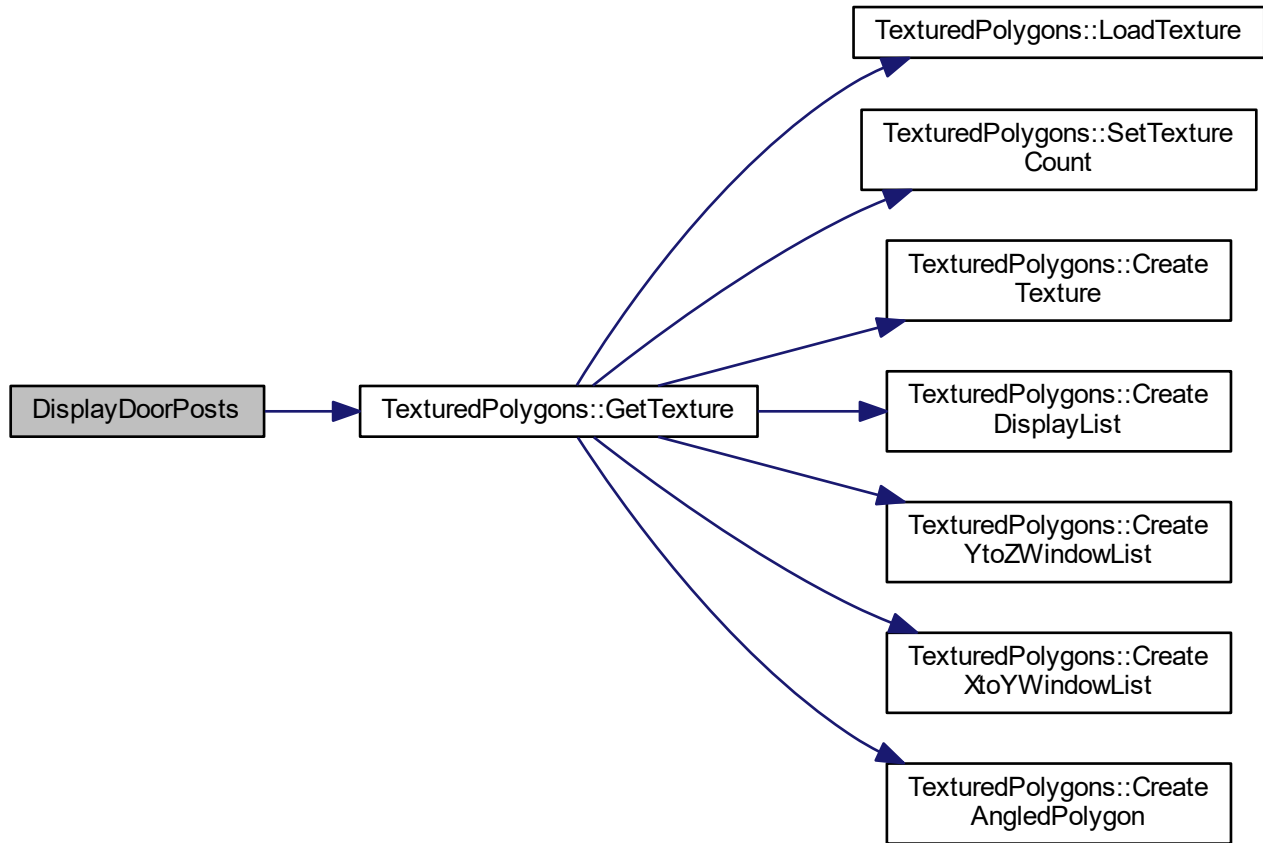 TexturedPolygons::LoadTexture
TexturedPolygons::SetTexture
Count
TexturedPolygons::Create
Texture
DisplayDoorPosts
TexturedPolygons::GetTexture
TexturedPolygons::Create
DisplayList
TexturedPolygons::Create
YtoZWindowList
TexturedPolygons::Create
XtoYWindowList
TexturedPolygons::Create
AngledPolygon